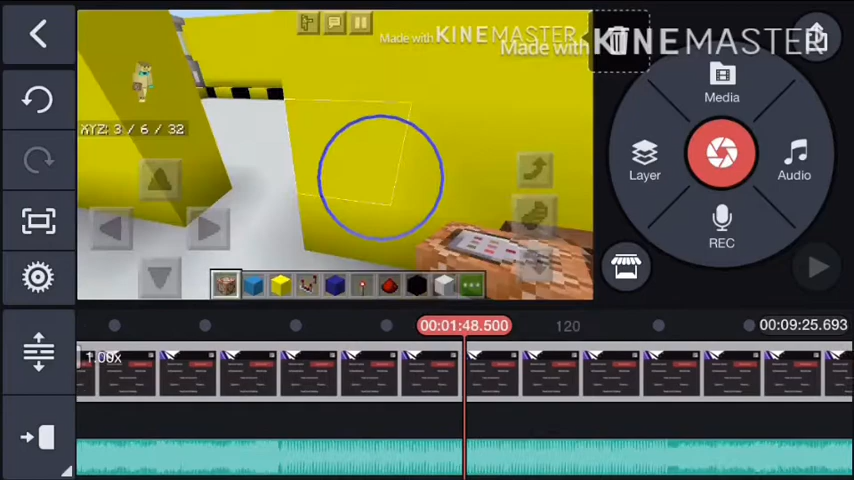 Made with KINEMASTER
Made with KINEMASTER
XYZ: 3 / 6 / 32
Media
Layer
Audio
REC
00:01:48.500
120
00:09:25.693
1.00x